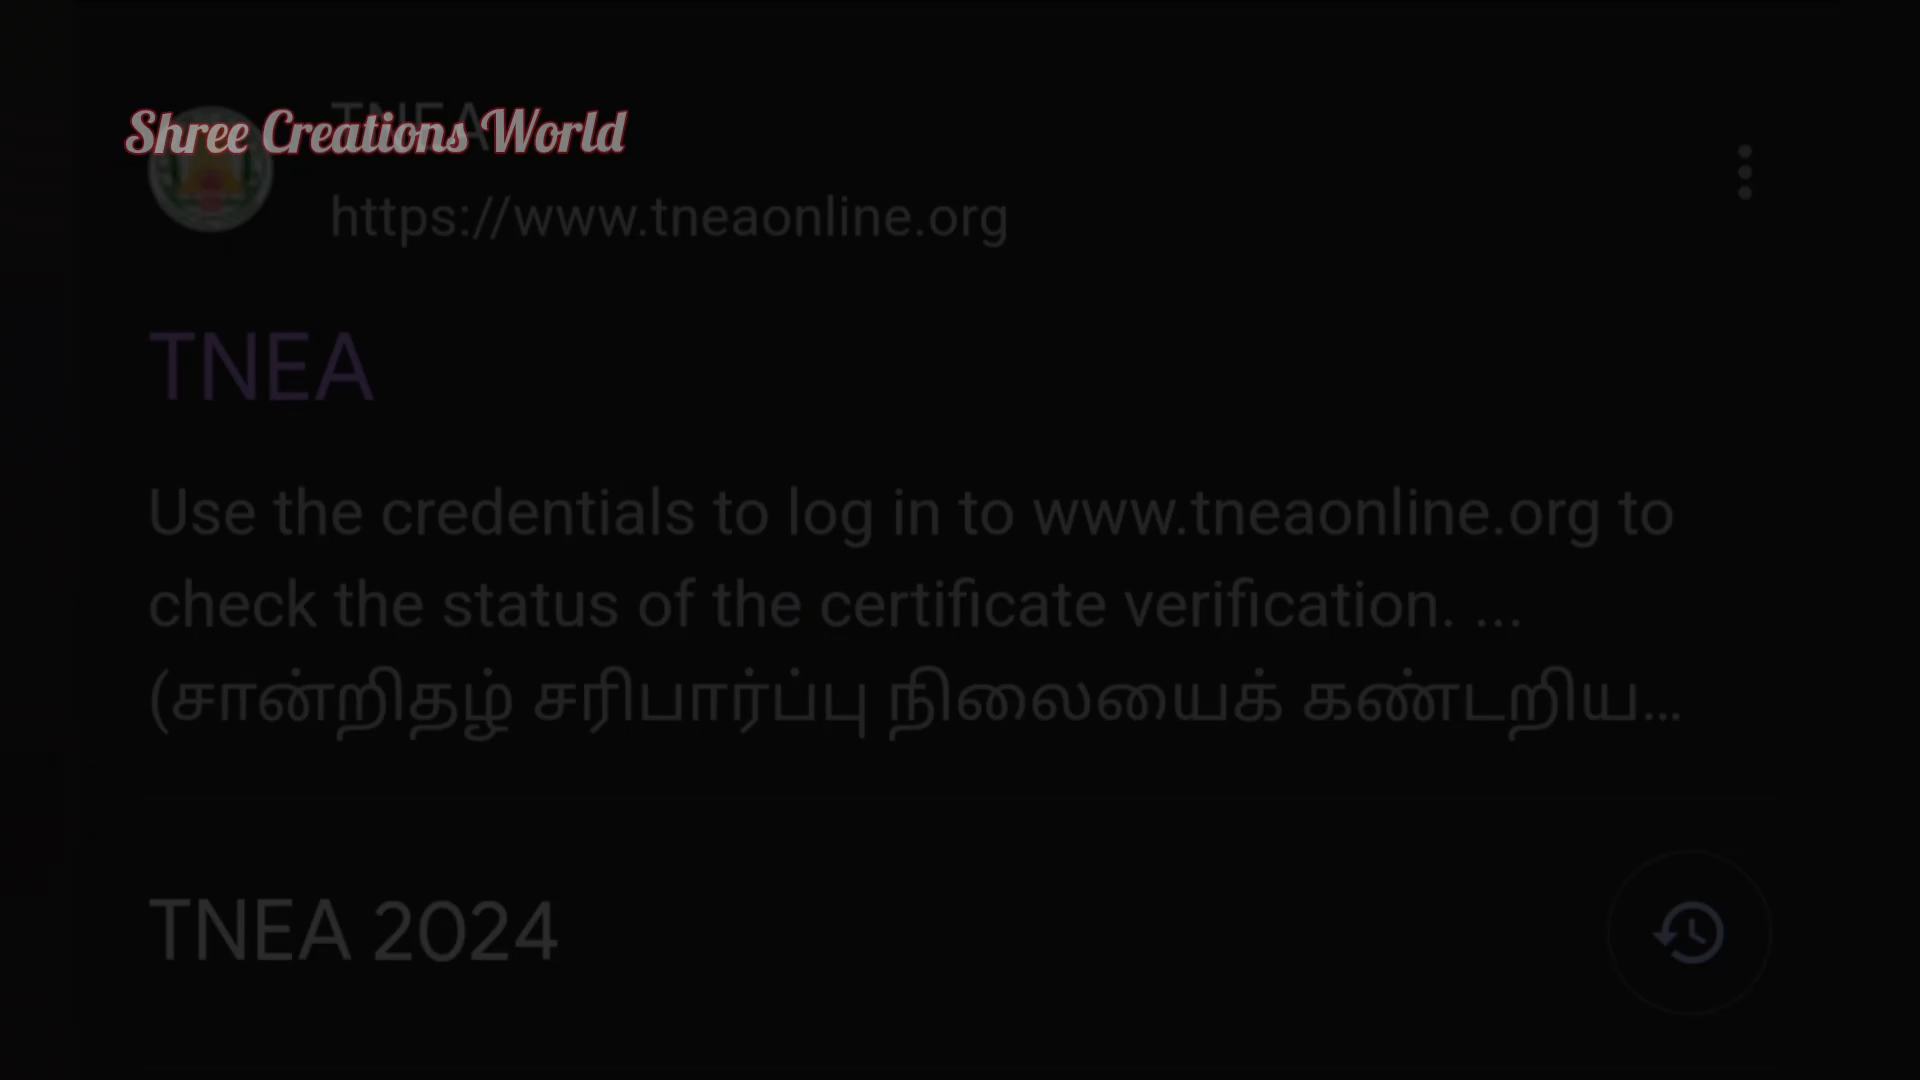 Shree Creations World
TNEA
https://www.tneaonline.org
TNEA
Use the credentials to log in to www.tneaonline.org to
check the status of the certificate verification. ...
(சான்றிதழ் சரிபார்ப்பு நிலையைக் கண்டறிய...
TNEA 2024